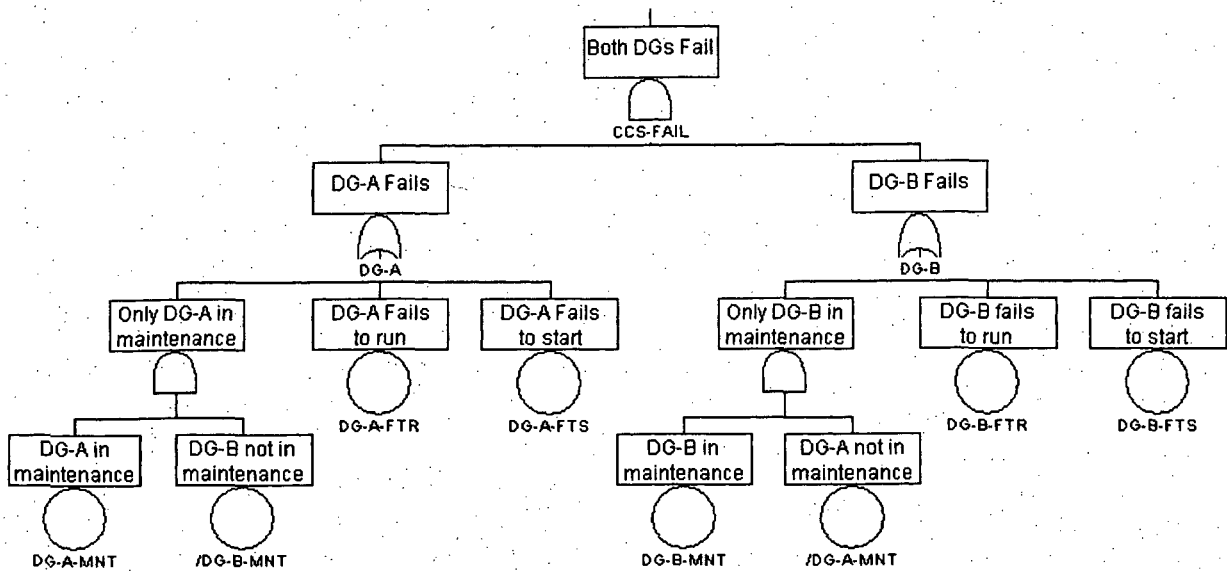 Both DGs Fail
CCS-FAIL
DG-A Fails
DG-B Fails
DG-A
DG-B
Only DG-A in
maintenance
DG-A Fails
to run
DG-A Fails
to start
Only DG-B in
maintenance
DG-B fails
to run
DG-B fails
to start
DG-A-FTR
DG-A-FTS
DG-B-FTR
DG-B-FTS
DG-A in
maintenance
DG-B not in
maintenance
DG-B in
maintenance
DG-A not in
maintenance
DG-A-MNT
/DG-B-MNT
DG-B-MNT
/DG-A-MNT